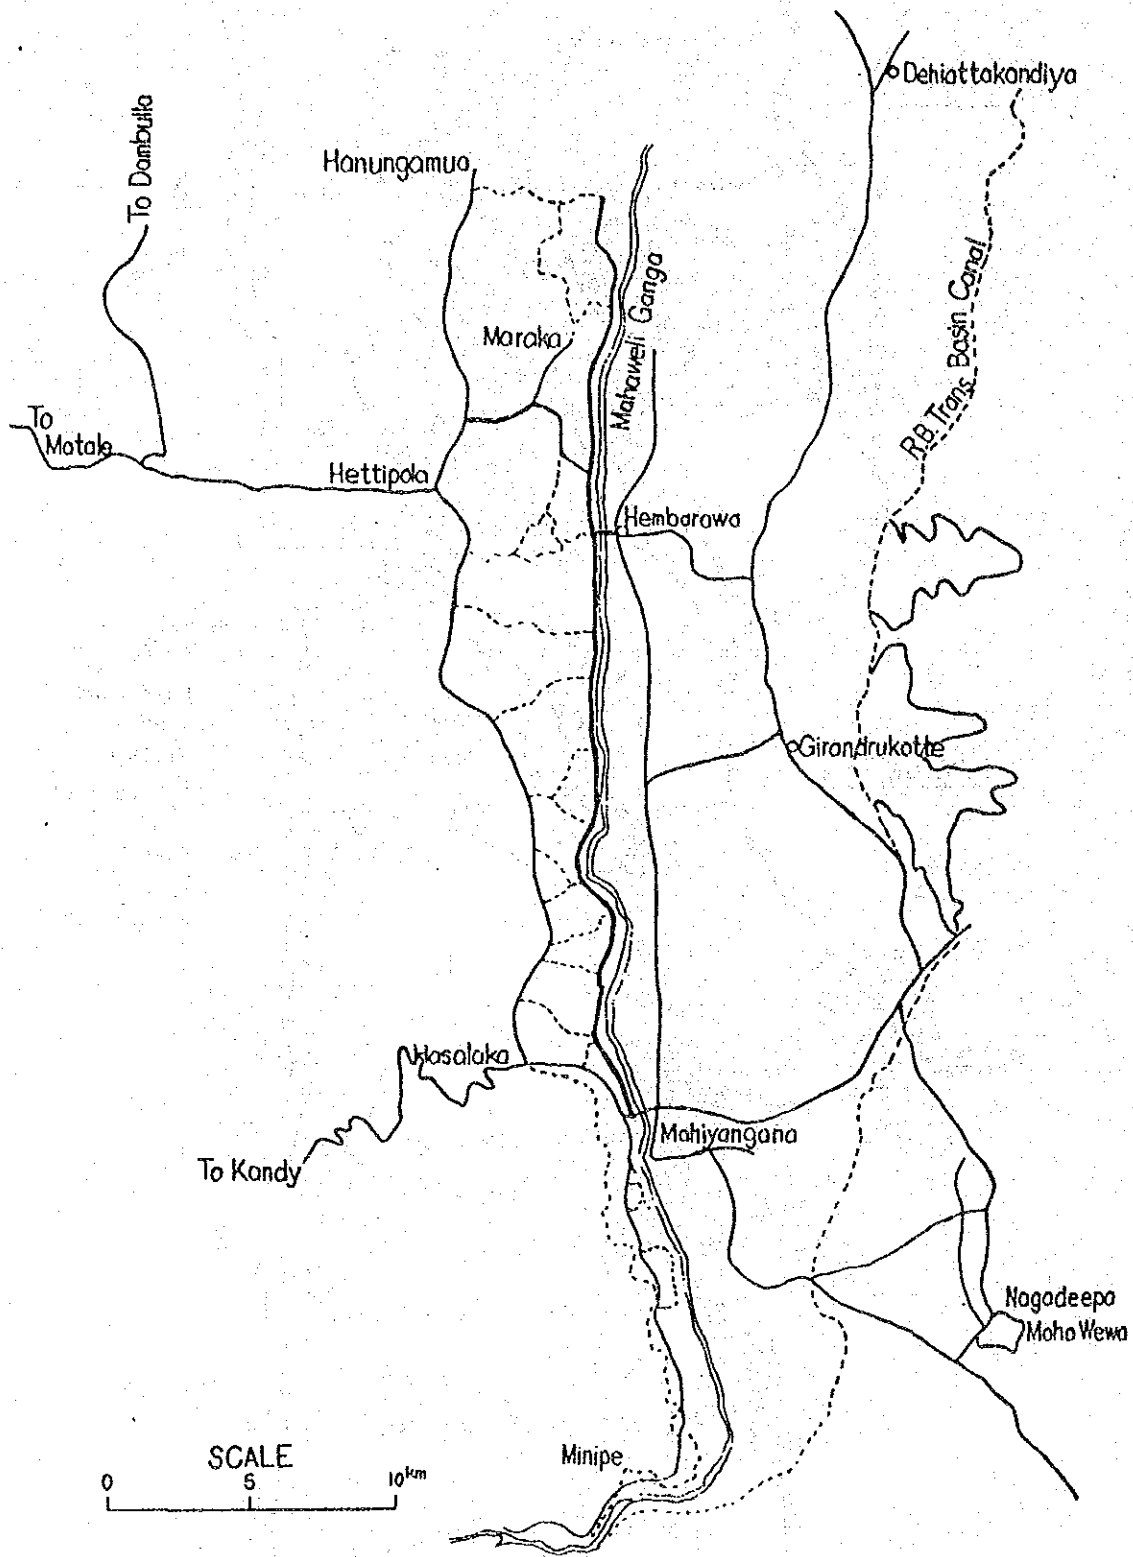 Dehiattakandiya
To Dambulla
Hanungamua
R.B. Trans Basin Canal
Mahaweli Ganga
Maraka
To
Matale
Hettipola
Hembarawa
Girandrukotte
Hasalaka
Mahiyangana
To Kandy
Nagadeepa
Maha Wewa
Minipe
SCALE
0 5 10km